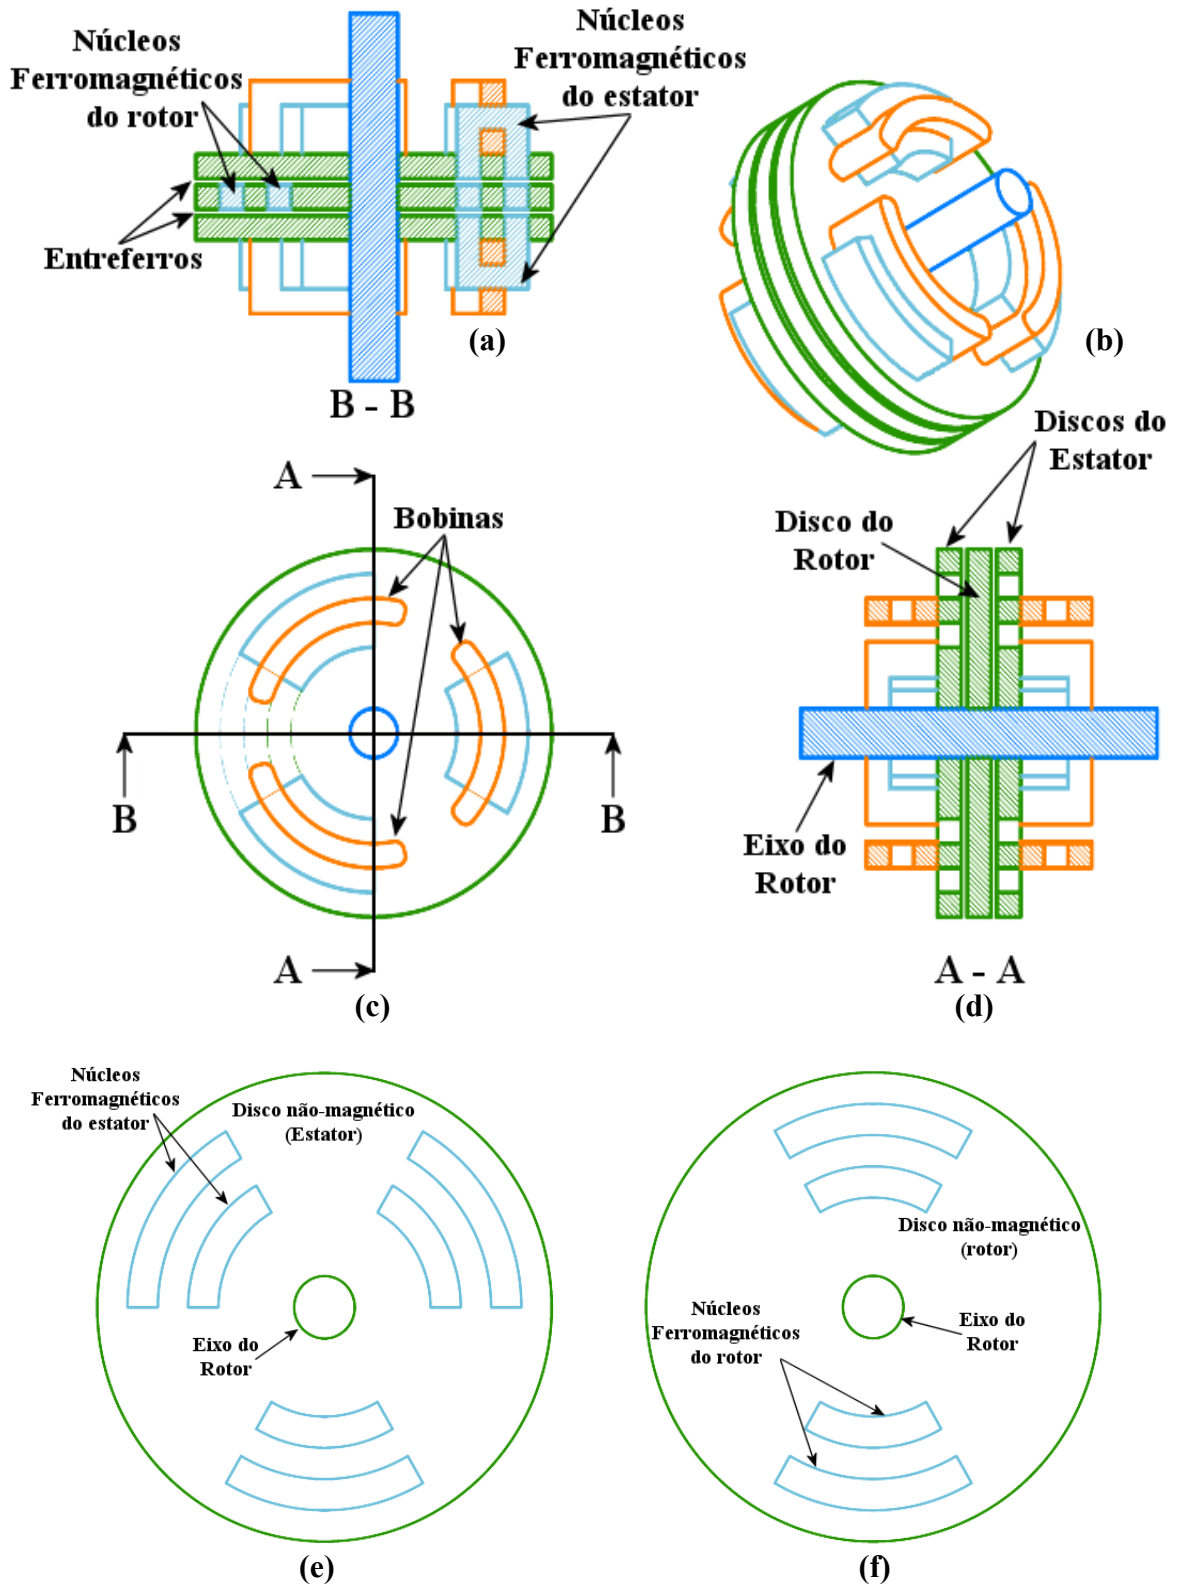 Núcleos
Ferromagnéticos
do rotor
Núcleos
Ferromagnéticos
do estator
Entreferros
(a)
B - B
(b)
A
Bobinas
B
B
A
(c)
Discos do
Estator
Disco do
Rotor
Eixo do
Rotor
A - A
(d)
Núcleos
Ferromagnéticos
do estator
Disco não-magnético
(Estator)
Eixo do
Rotor
(e)
Disco não-magnético
(rotor)
Núcleos
Ferromagnéticos
do rotor
Eixo do
Rotor
(f)